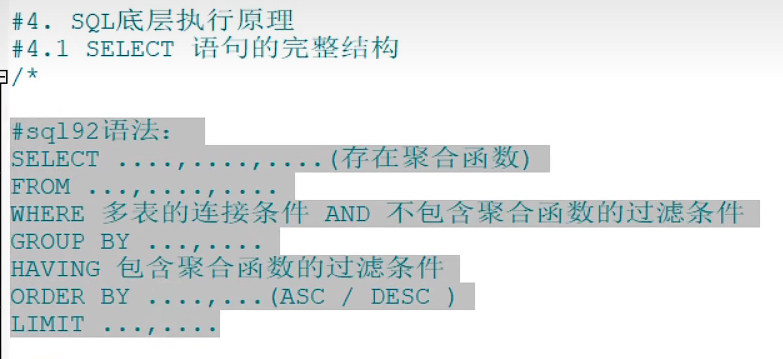 #4. SQL底层执行原理
#4.1 SELECT 语句的完整结构
/*
#sql92语法：
SELECT ....,....,....(存在聚合函数)
FROM ...,....,....
WHERE 多表的连接条件 AND 不包含聚合函数的过滤条件
GROUP BY ...,....
HAVING 包含聚合函数的过滤条件
ORDER BY ....,...(ASC / DESC )
LIMIT ...,....